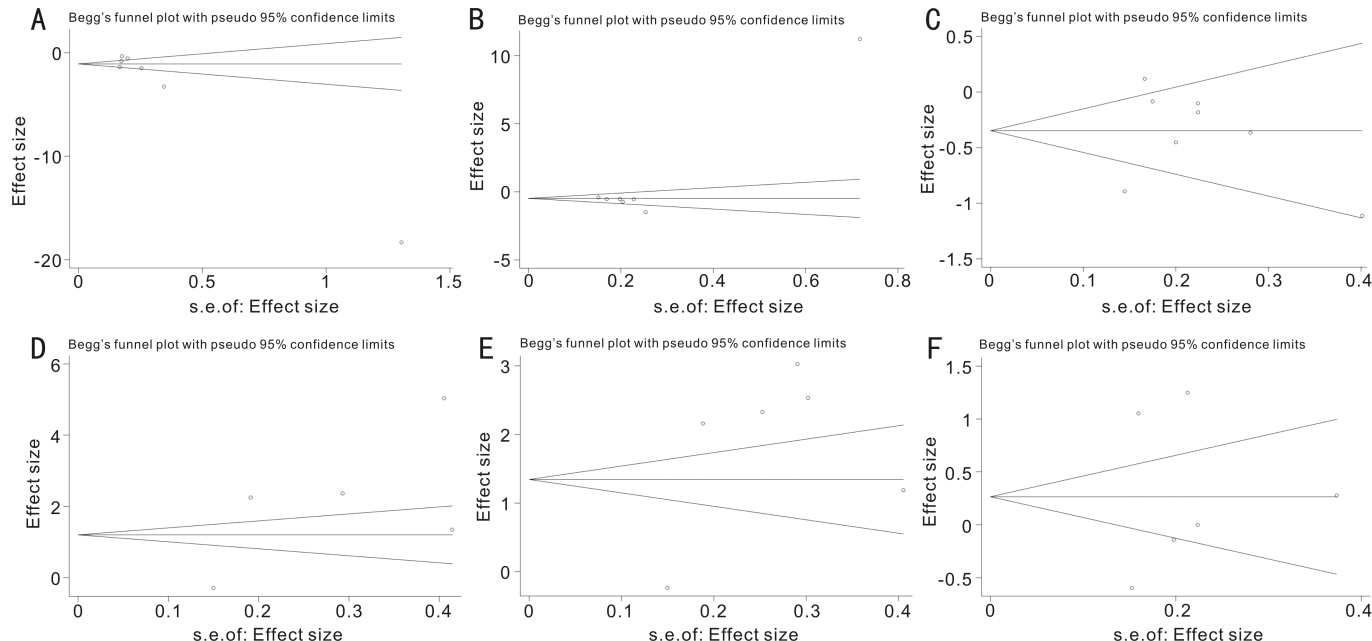 A Begg's funnel plot with pseudo 95% confidence limits
0
-10
-20
Effect size
0 0.5 1 1.5
s.e.of: Effect size
B Begg's funnel plot with pseudo 95% confidence limits
10
5
0
-5
Effect size
0 0.2 0.4 0.6 0.8
s.e.of: Effect size
C Begg's funnel plot with pseudo 95% confidence limits
0.5
0
-0.5
-1
-1.5
Effect size
0 0.1 0.2 0.3 0.4
s.e.of: Effect size
D Begg's funnel plot with pseudo 95% confidence limits
6
4
2
0
Effect size
0 0.1 0.2 0.3 0.4
s.e.of: Effect size
E Begg's funnel plot with pseudo 95% confidence limits
3
2
1
0
Effect size
0 0.1 0.2 0.3 0.4
s.e.of: Effect size
F Begg's funnel plot with pseudo 95% confidence limits
1.5
1
0.5
0
-0.5
Effect size
0 0.2 0.4
s.e.of: Effect size